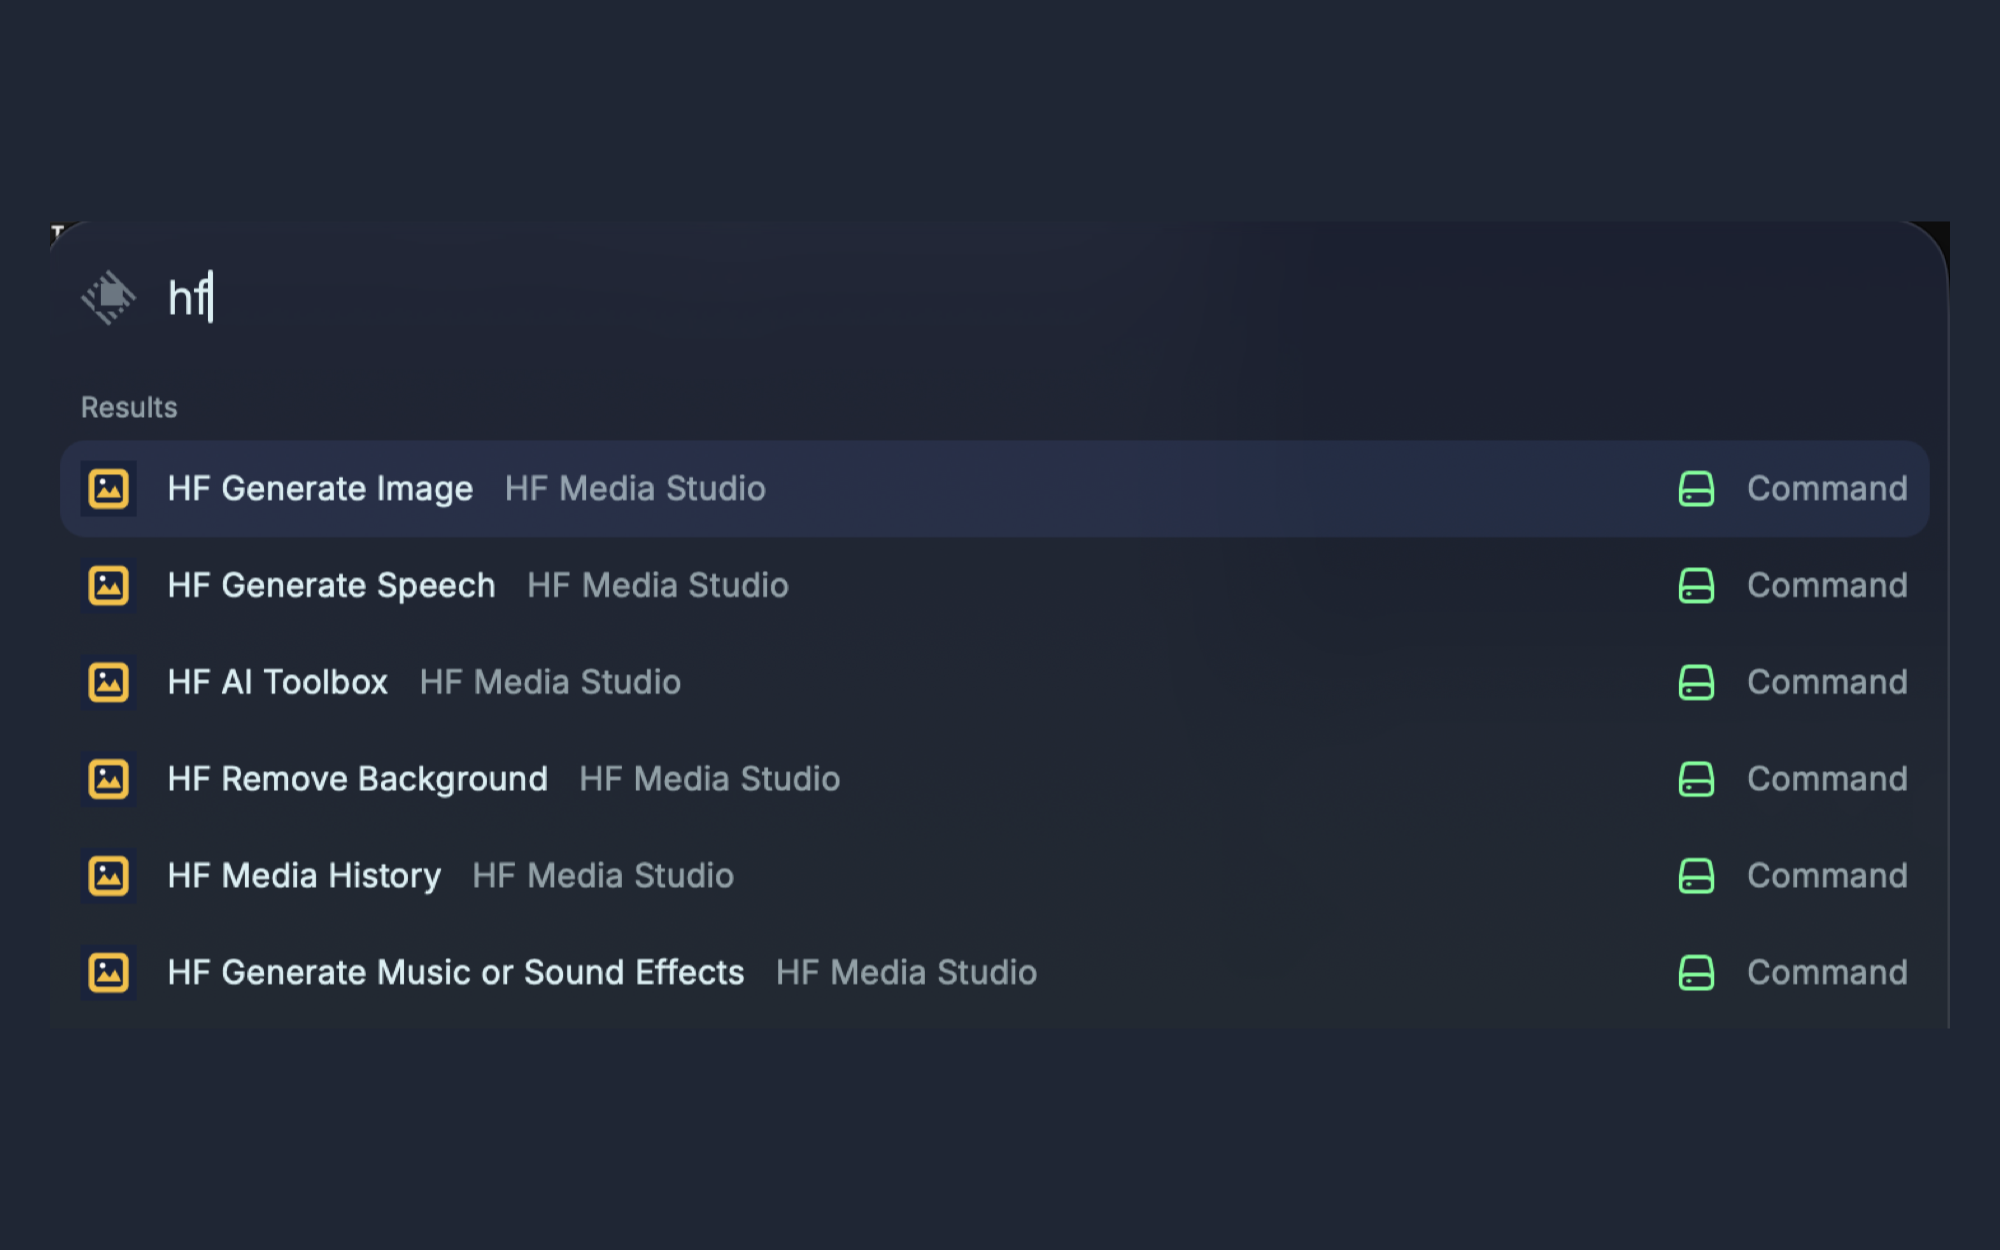 T
hf
Results
HF Generate Image HF Media Studio Command
HF Generate Speech HF Media Studio Command
HF AI Toolbox HF Media Studio Command
HF Remove Background HF Media Studio Command
HF Media History HF Media Studio Command
HF Generate Music or Sound Effects HF Media Studio Command